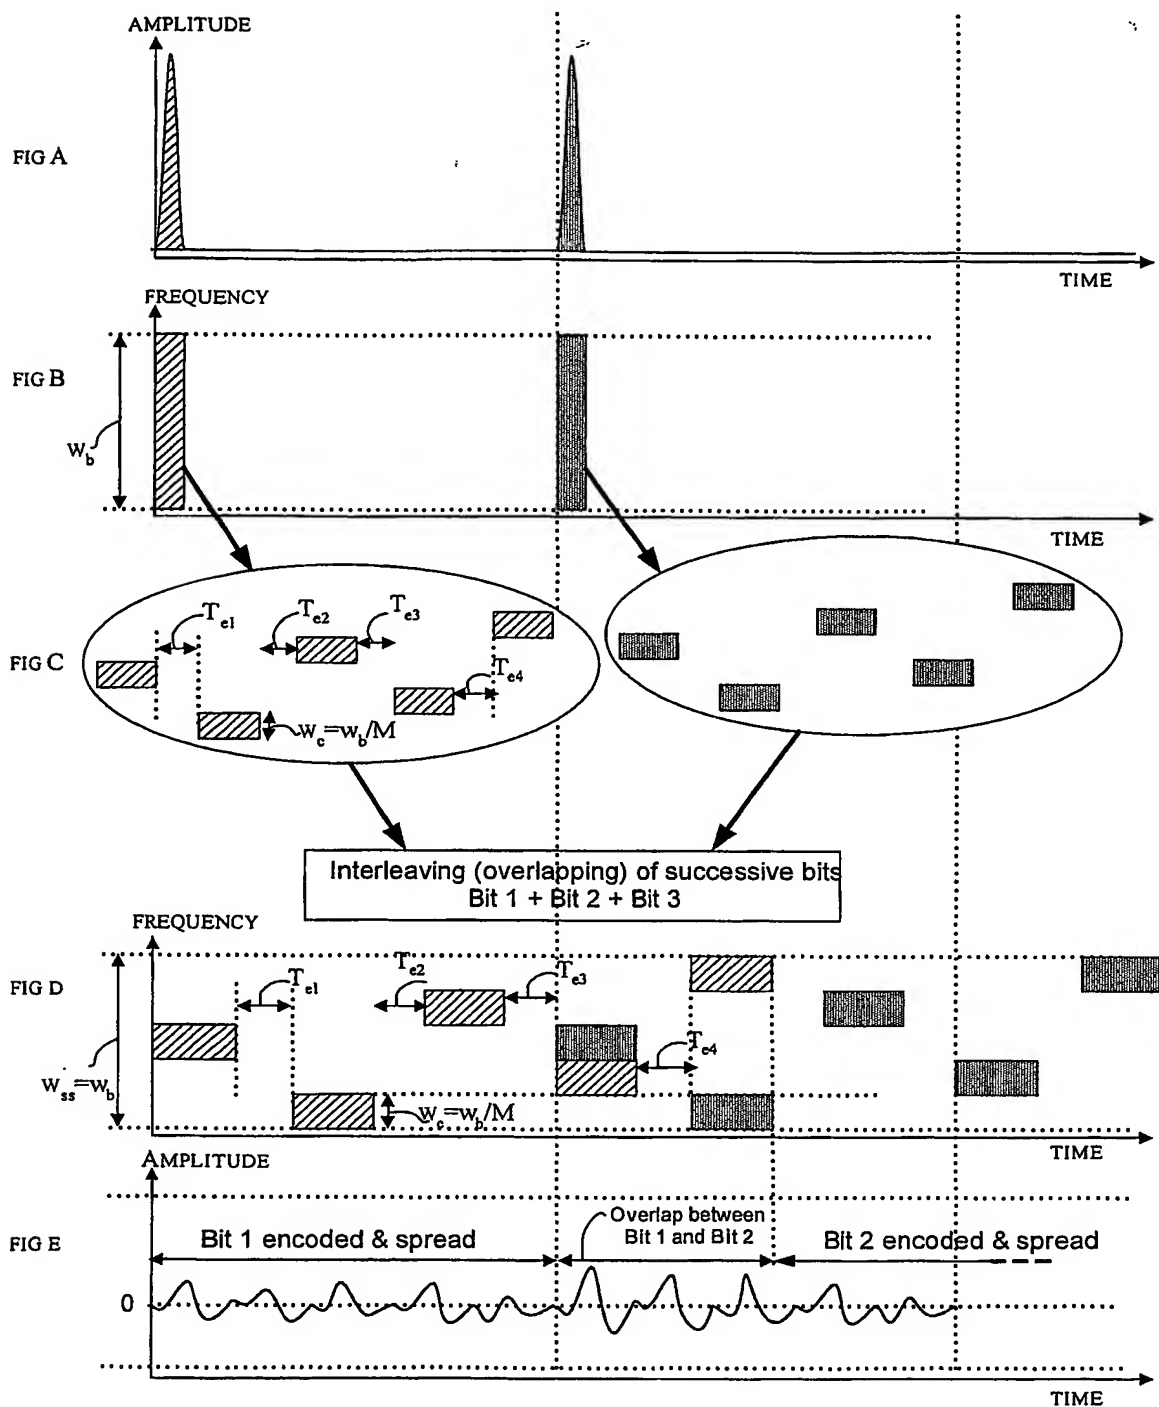 AMPLITUDE
FIG A
TIME
FREQUENCY
FIG B
W_b
TIME
T_e1
T_e2
T_e3
FIG C
T_e4
w_c=w_b/M
Interleaving (overlapping) of successive bits
Bit 1 + Bit 2 + Bit 3
FREQUENCY
FIG D
T_e1
T_e2
T_e3
T_e4
w_ss=w_b
w_c=w_b/M
TIME
AMPLITUDE
FIG E
Bit 1 encoded & spread
Overlap between
Bit 1 and Bit 2
Bit 2 encoded & spread
0
TIME